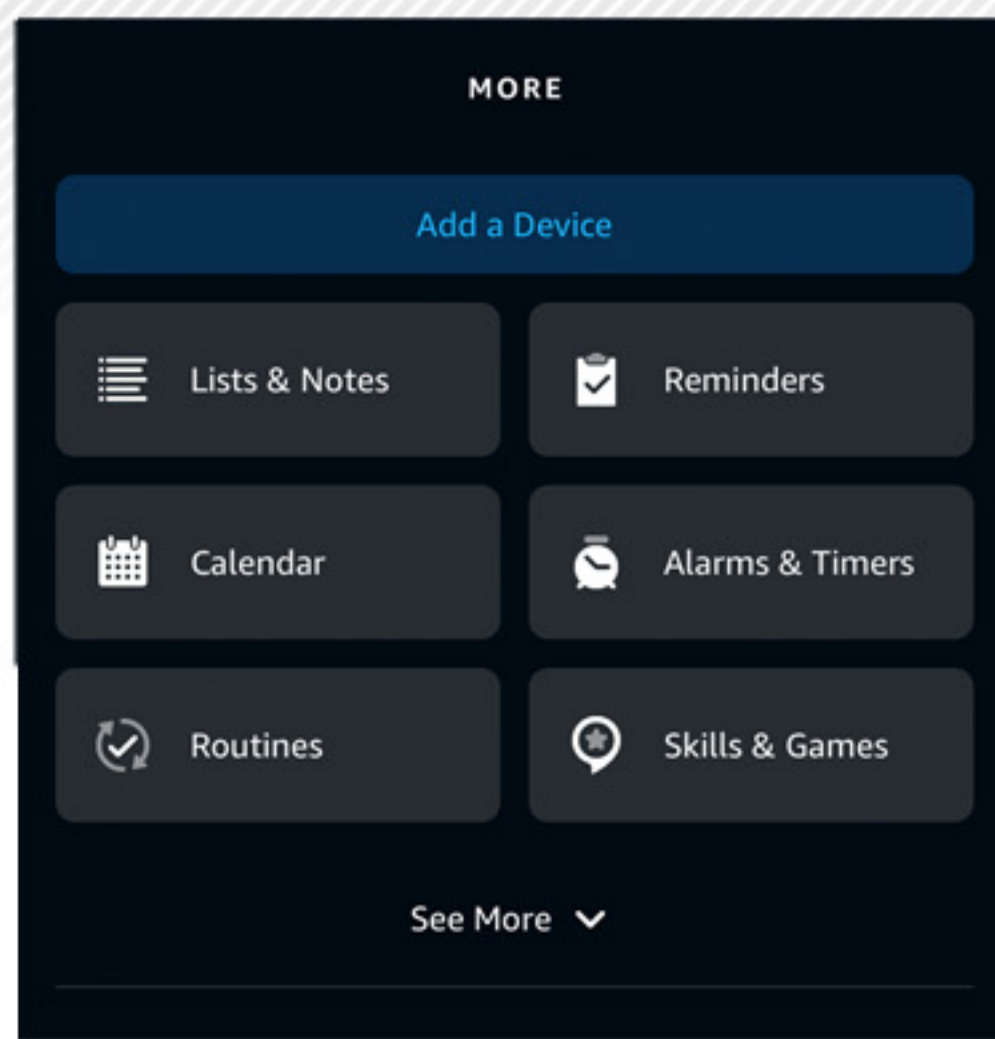 MORE
Add a Device
Lists & Notes
Reminders
Calendar
Alarms & Timers
Routines
Skills & Games
See More